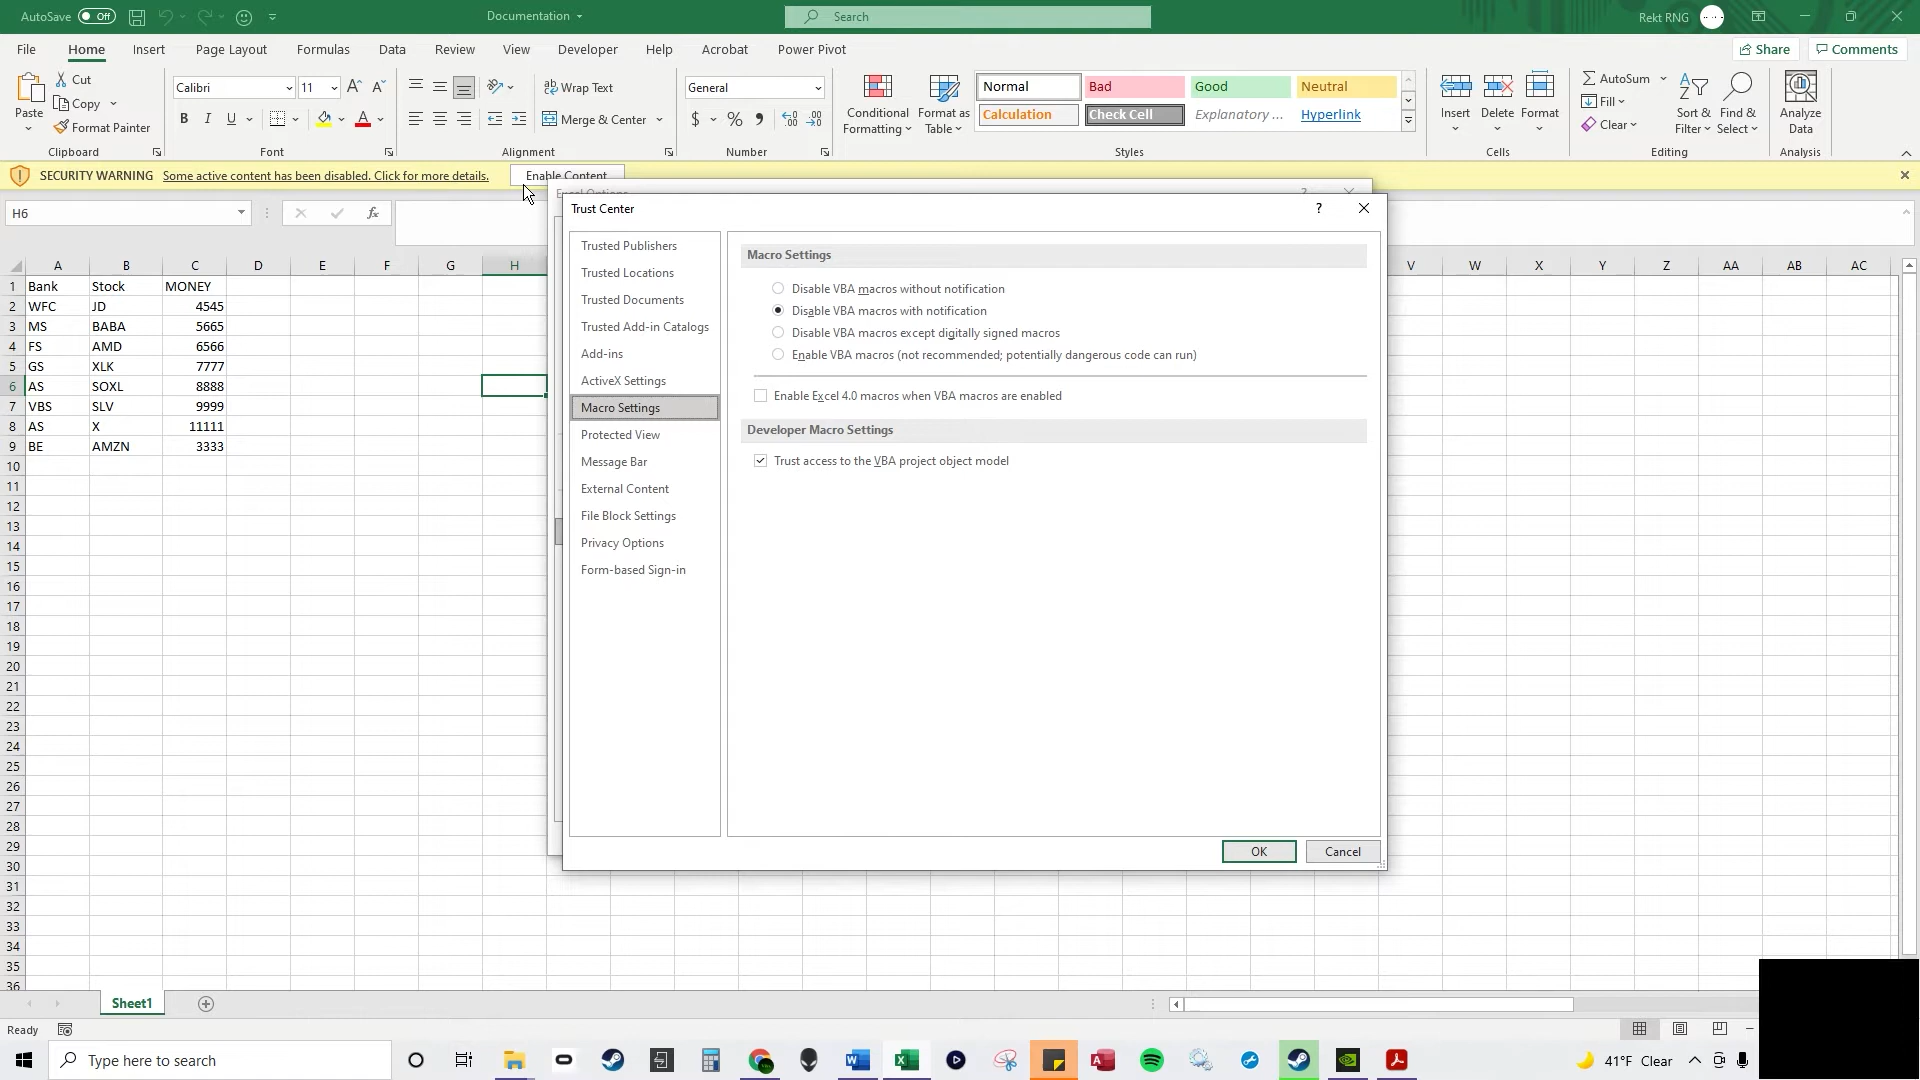 AutoSave Off Documentation Search Rekt RNG
File Home Insert Page Layout Formulas Data Review View Developer Help Acrobat Power Pivot Share Comments
Paste Cut Copy Format Painter Clipboard
Calibri 11 B I U A Font
Wrap Text Merge & Center Alignment
General $ % Number
Conditional Formatting Format as Table Normal Bad Good Neutral
Calculation Check Cell Explanatory ... Hyperlink Styles
Insert Delete Format Cells
AutoSum Fill Clear Sort & Filter Find & Select Editing
Analyze Data Analysis
SECURITY WARNING Some active content has been disabled. Click for more details. Enable Content
H6 fx
Excel Options
Trust Center ?
A B C D E F G H V W X Y Z AA AB AC
1 Bank Stock MONEY
2 WFC JD 4545
3 MS BABA 5665
4 FS AMD 6566
5 GS XLK 7777
6 AS SOXL 8888
7 VBS SLV 9999
8 AS X 11111
9 BE AMZN 3333
10
11
12
13
14
15
16
17
18
19
20
21
22
23
24
25
26
27
28
29
30
31
32
33
34
35
36
Trusted Publishers
Trusted Locations
Trusted Documents
Trusted Add-in Catalogs
Add-ins
ActiveX Settings
Macro Settings
Protected View
Message Bar
External Content
File Block Settings
Privacy Options
Form-based Sign-in
Macro Settings
Disable VBA macros without notification
Disable VBA macros with notification
Disable VBA macros except digitally signed macros
Enable VBA macros (not recommended; potentially dangerous code can run)
Enable Excel 4.0 macros when VBA macros are enabled
Developer Macro Settings
Trust access to the VBA project object model
OK Cancel
Sheet1
Ready
Type here to search 41°F Clear